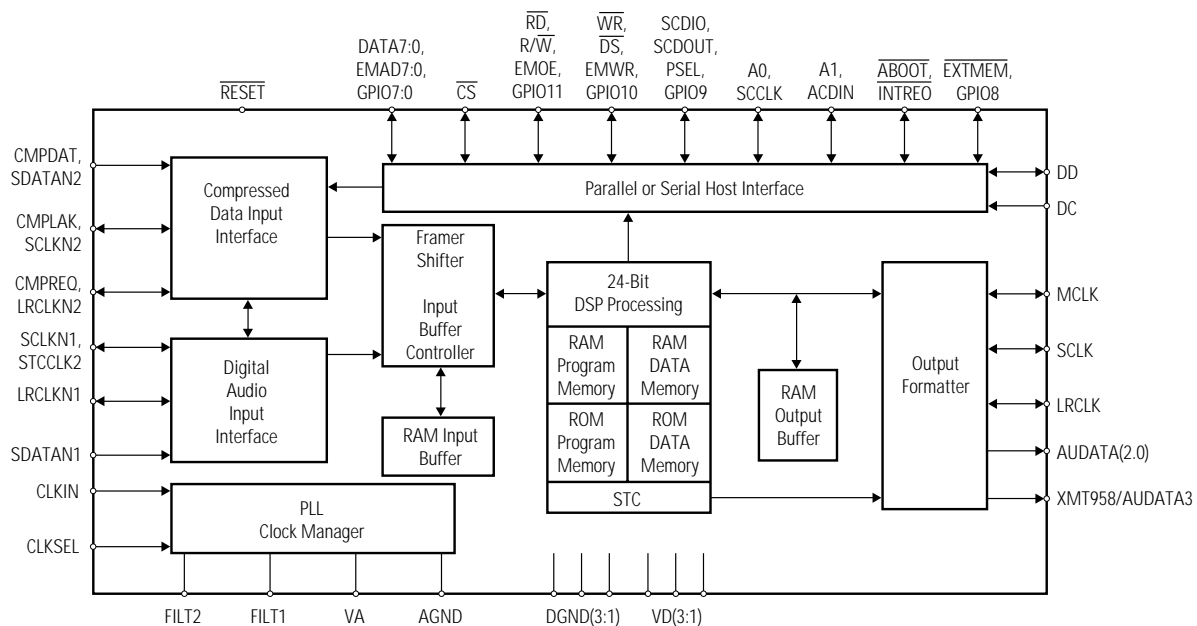 RD,
R/W,
EMOE,
GPIO11
WR,
DS,
EMWR,
GPIO10
SCDIO,
SCDOUT,
PSEL,
GPIO9
DATA7:0,
EMAD7:0,
GPIO7:0
RESET
CS
A0,
SCCLK
A1,
ACDIN
ABOOT,
INTREO
EXTMEM,
GPIO8
CMPDAT,
SDATAN2
CMPLAK,
SCLKN2
CMPREQ,
LRCLKN2
SCLKN1,
STCCLK2
LRCLKN1
SDATAN1
CLKIN
CLKSEL
Compressed
Data Input
Interface
Digital
Audio
Input
Interface
PLL
Clock Manager
Parallel or Serial Host Interface
Framer
Shifter
Input
Buffer
Controller
RAM Input
Buffer
24-Bit
DSP Processing
RAM
Program
Memory
RAM
DATA
Memory
ROM
Program
Memory
ROM
DATA
Memory
STC
RAM
Output
Buffer
Output
Formatter
DD
DC
MCLK
SCLK
LRCLK
AUDATA(2.0)
XMT958/AUDATA3
FILT2
FILT1
VA
AGND
DGND(3:1)
VD(3:1)